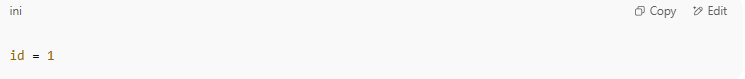 ini Copy Edit
id = 1